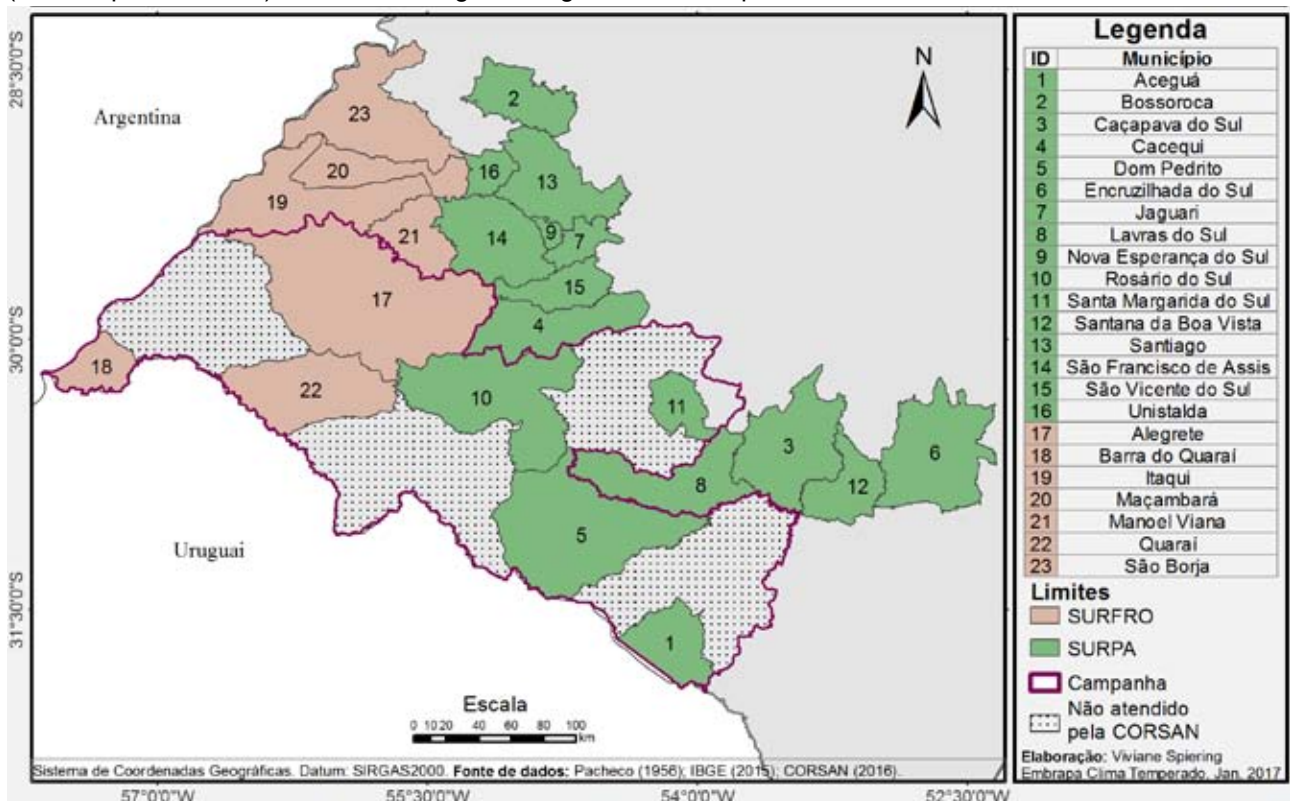 28°30'0"S
30°0'0"S
31°30'0"S
Argentina
Uruguai
N
23
2
20
16
13
19
21
14
9
7
15
17
4
18
22
10
11
3
6
8
12
5
1
Escala
0 10 20 40 60 80 100
km
Sistema de Coordenadas Geográficas. Datum: SIRGAS2000. Fonte de dados: Pacheco (1956); IBGE (2015); CORSAN (2016).
57°0'0"W
55°30'0"W
54°0'0"W
52°30'0"W
Legenda
ID Município
1 Aceguá
2 Bossoroca
3 Caçapava do Sul
4 Cacequi
5 Dom Pedrito
6 Encruzilhada do Sul
7 Jaguari
8 Lavras do Sul
9 Nova Esperança do Sul
10 Rosário do Sul
11 Santa Margarida do Sul
12 Santana da Boa Vista
13 Santiago
14 São Francisco de Assis
15 São Vicente do Sul
16 Unistalda
17 Alegrete
18 Barra do Quaraí
19 Itaqui
20 Maçambará
21 Manoel Viana
22 Quaraí
23 São Borja
Limites
SURFRO
SURPA
Campanha
Não atendido
pela CORSAN
Elaboração: Viviane Spiering
Embrapa Clima Temperado, Jan. 2017